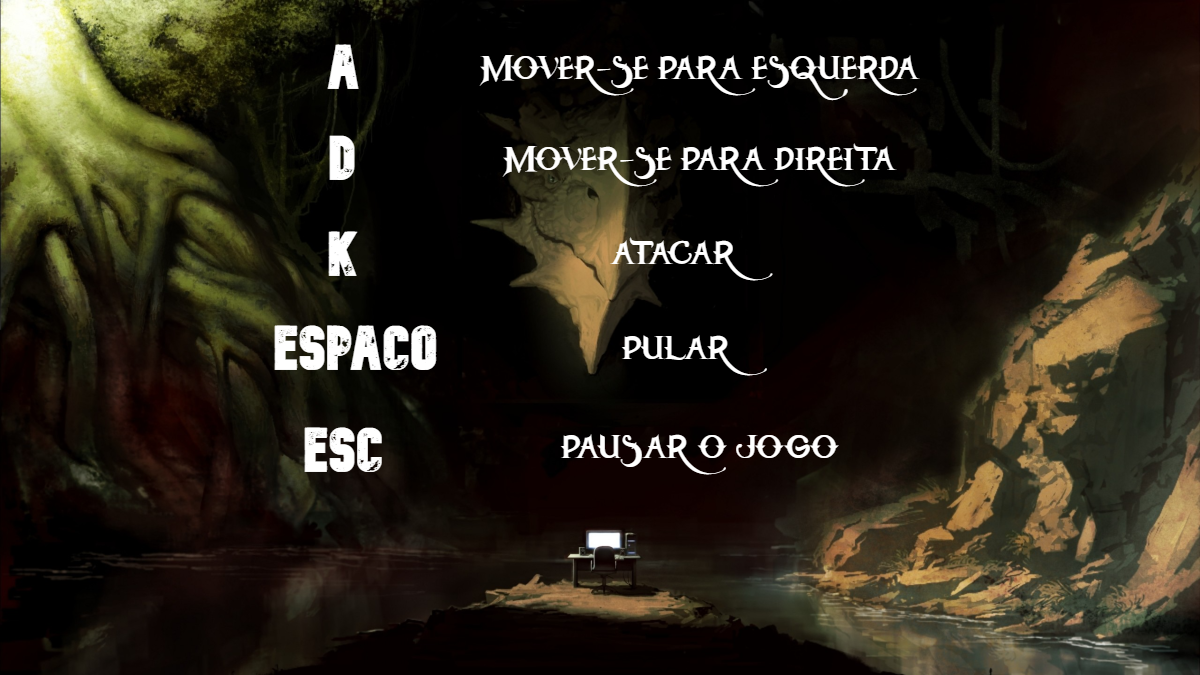 A MOVER-SE PARA ESQUERDA
D MOVER-SE PARA DIREITA
K ATACAR
ESPACO PULAR
ESC PAUSAR O JOGO